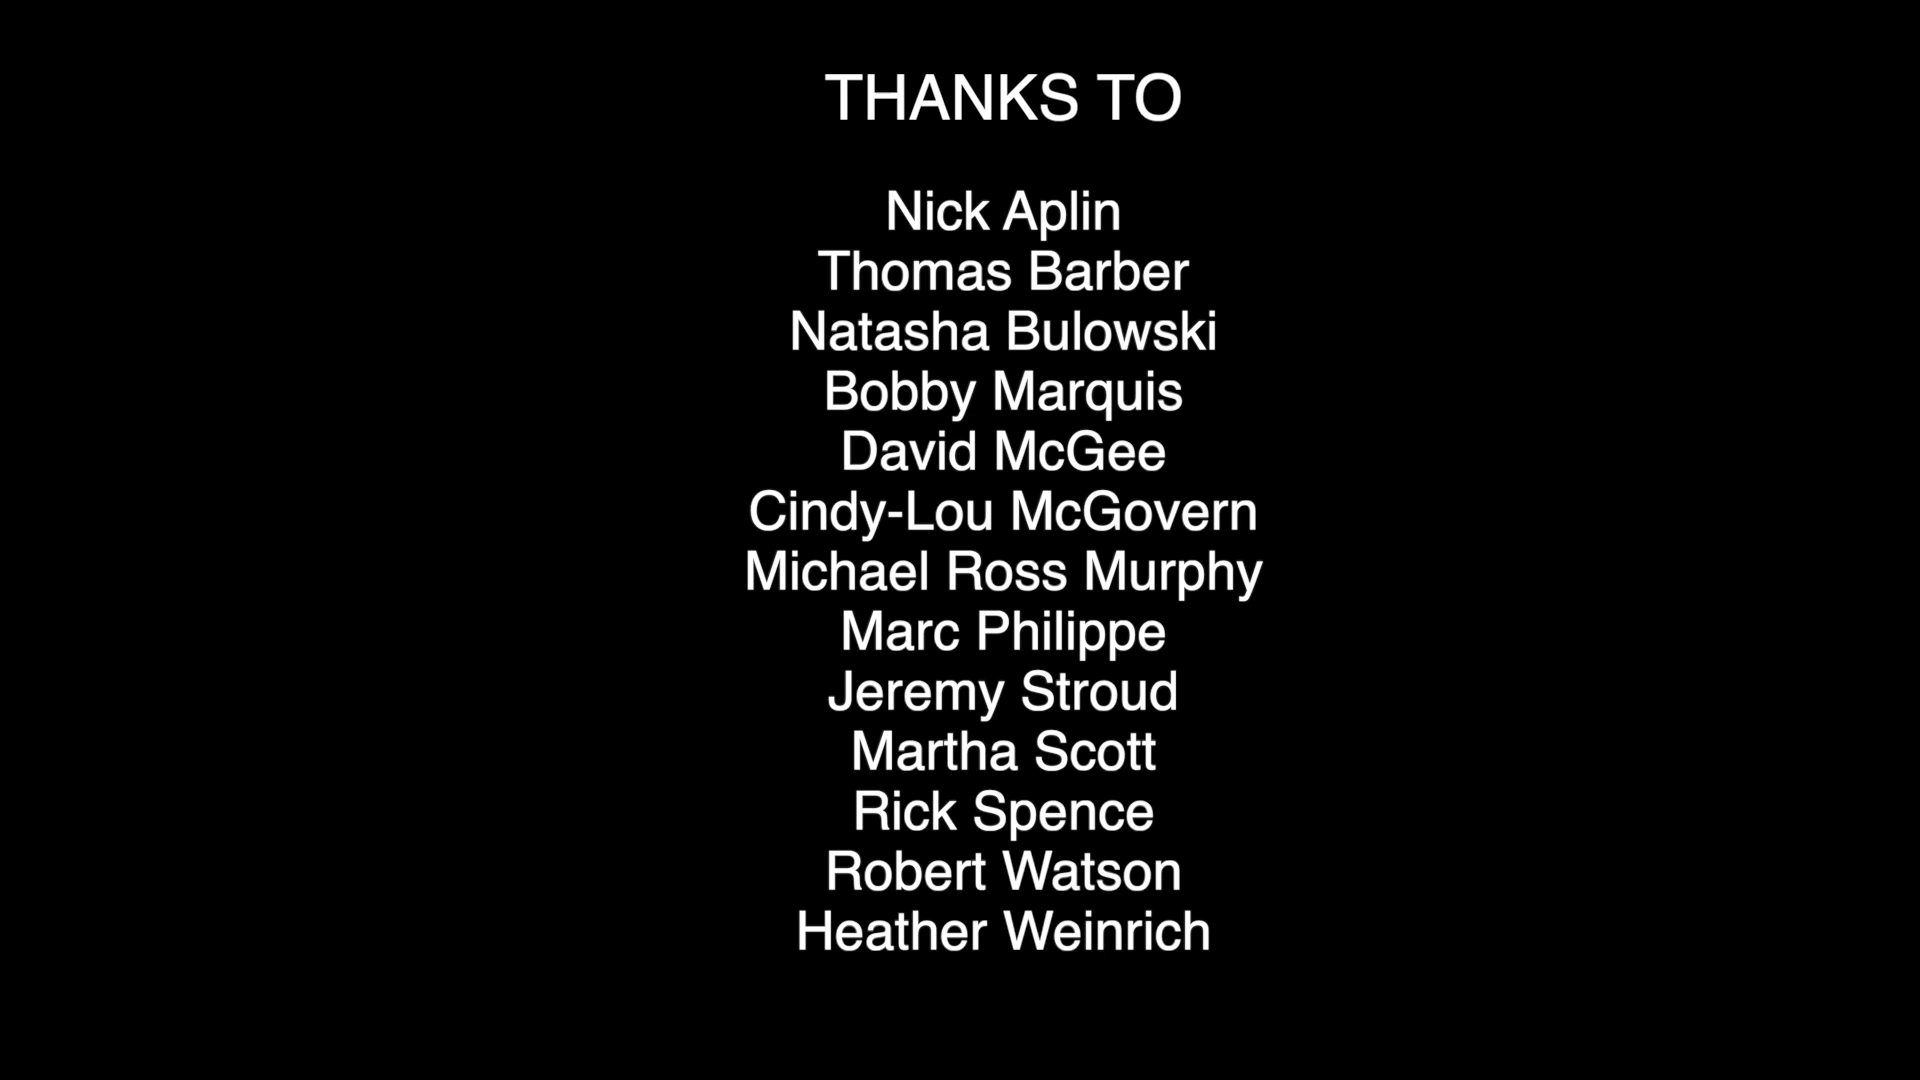 THANKS TO
Nick Aplin
Thomas Barber
Natasha Bulowski
Bobby Marquis
David McGee
Cindy-Lou McGovern
Michael Ross Murphy
Marc Philippe
Jeremy Stroud
Martha Scott
Rick Spence
Robert Watson
Heather Weinrich